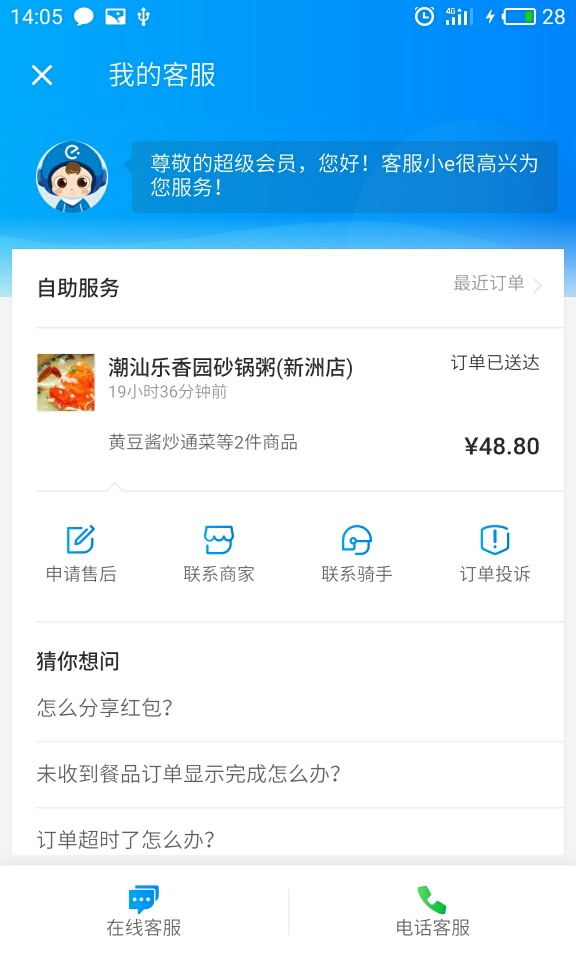 14:05
4G
28
我的客服
尊敬的超级会员，您好！客服小e很高兴为
您服务！
自助服务
最近订单
潮汕乐香园砂锅粥(新洲店)
订单已送达
19小时36分钟前
黄豆酱炒通菜等2件商品
¥48.80
申请售后
联系商家
联系骑手
订单投诉
猜你想问
怎么分享红包？
未收到餐品订单显示完成怎么办？
订单超时了怎么办？
在线客服
电话客服